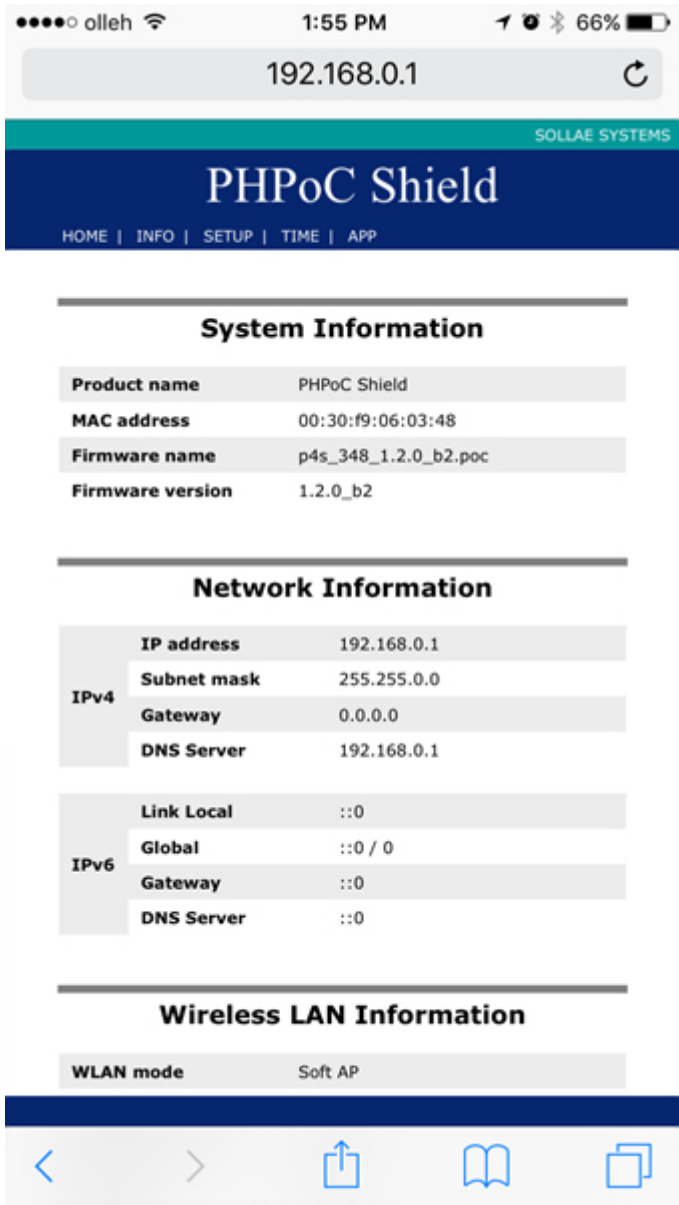 olleh 1:55 PM 66%
192.168.0.1
SOLLAE SYSTEMS
PHPoC Shield
HOME | INFO | SETUP | TIME | APP
System Information
Product name PHPoC Shield
MAC address 00:30:f9:06:03:48
Firmware name p4s_348_1.2.0_b2.poc
Firmware version 1.2.0_b2
Network Information
IPv4
IP address 192.168.0.1
Subnet mask 255.255.0.0
Gateway 0.0.0.0
DNS Server 192.168.0.1
IPv6
Link Local ::0
Global ::0 / 0
Gateway ::0
DNS Server ::0
Wireless LAN Information
WLAN mode Soft AP